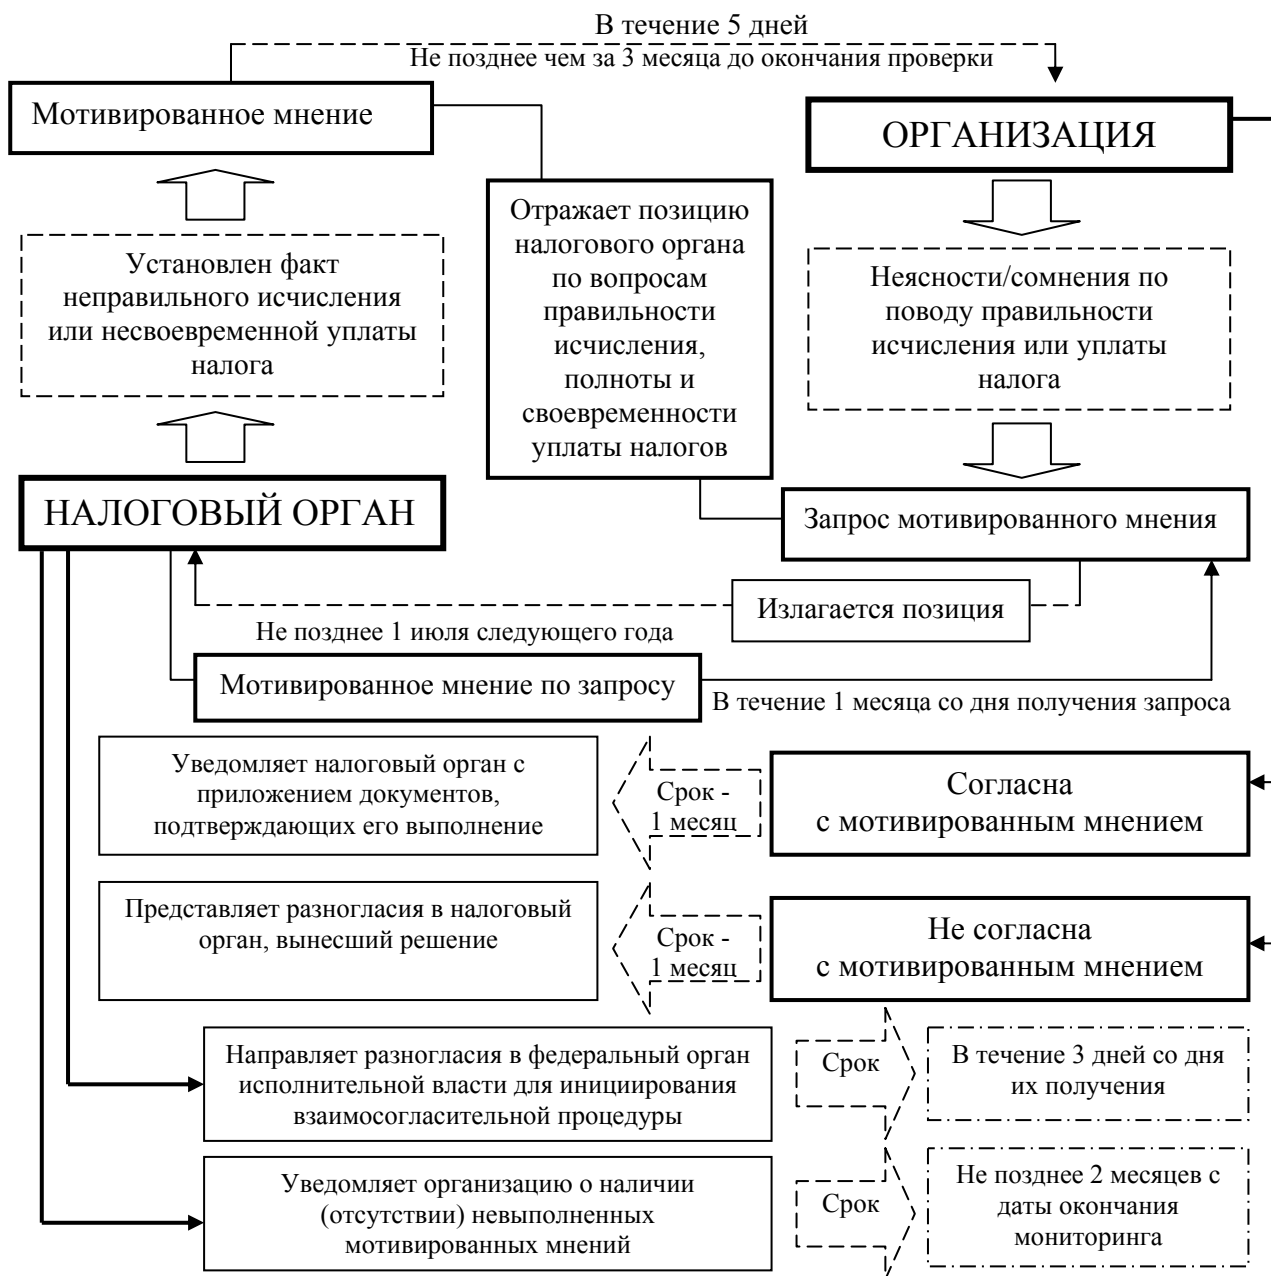 В течение 5 дней
Не позднее чем за 3 месяца до окончания проверки
Мотивированное мнение
ОРГАНИЗАЦИЯ
Отражает позицию
налогового органа
по вопросам
правильности
исчисления,
полноты и
своевременности
уплаты налогов
Установлен факт
неправильного исчисления
или несвоевременной уплаты
налога
Неясности/сомнения по
поводу правильности
исчисления или уплаты
налога
НАЛОГОВЫЙ ОРГАН
Запрос мотивированного мнения
Излагается позиция
Не позднее 1 июля следующего года
Мотивированное мнение по запросу
В течение 1 месяца со дня получения запроса
Уведомляет налоговый орган с
приложением документов,
подтверждающих его выполнение
Срок -
1 месяц
Согласна
с мотивированным мнением
Представляет разногласия в налоговый
орган, вынесший решение
Срок -
1 месяц
Не согласна
с мотивированным мнением
Направляет разногласия в федеральный орган
исполнительной власти для инициирования
взаимосогласительной процедуры
Срок
В течение 3 дней со дня
их получения
Уведомляет организацию о наличии
(отсутствии) невыполненных
мотивированных мнений
Срок
Не позднее 2 месяцев с
даты окончания
мониторинга